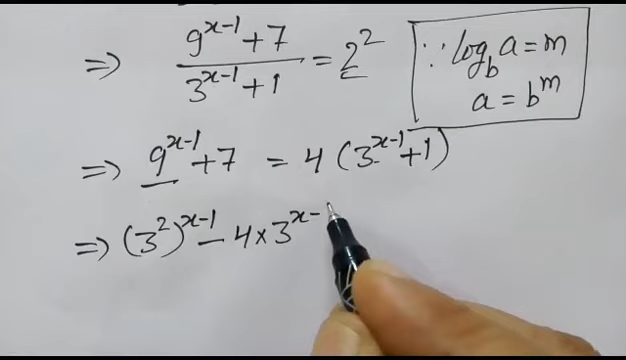 ⇒ (9^(x-1) + 7)/(3^(x-1) + 1) = 2^2
∵ log_b a = m
a = b^m
⇒ 9^(x-1) + 7 = 4 (3^(x-1) + 1)
⇒ (3^2)^(x-1) - 4 × 3^(x-